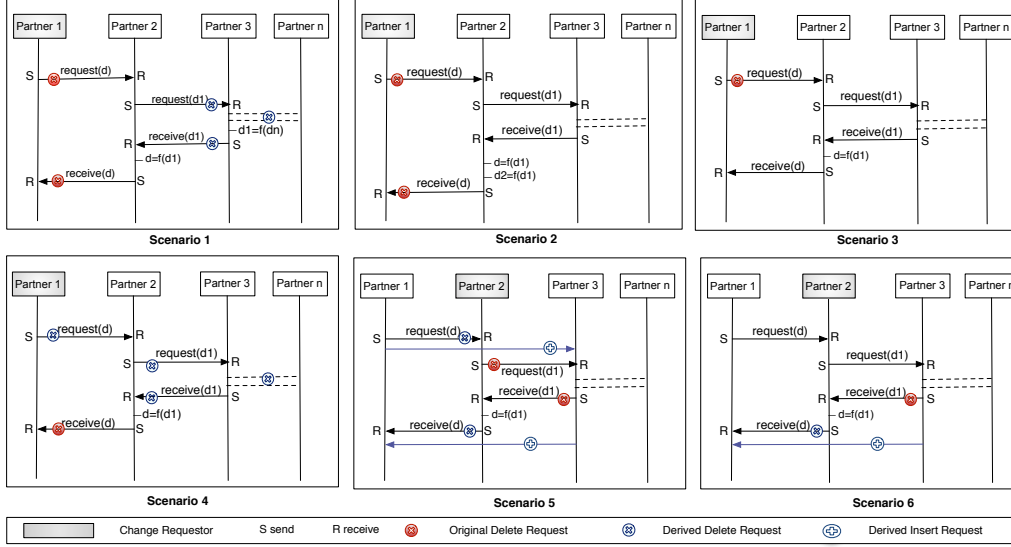 Partner 1 Partner 2 Partner 3 Partner n
S request(d) R
S request(d1) R
d1=f(dn)
R receive(d1) S
d=f(d1)
R receive(d) S
Scenario 1
Partner 1 Partner 2 Partner 3 Partner n
S request(d) R
S request(d1) R
R receive(d1) S
d=f(d1)
d2=f(d1)
R receive(d) S
Scenario 2
Partner 1 Partner 2 Partner 3 Partner n
S request(d) R
S request(d1) R
R receive(d1) S
d=f(d1)
R receive(d) S
Scenario 3
Partner 1 Partner 2 Partner 3 Partner n
S request(d) R
S request(d1) R
R receive(d1) S
d=f(d1)
R receive(d) S
Scenario 4
Partner 1 Partner 2 Partner 3 Partner n
S request(d) R
S request(d1) R
R receive(d1) S
d=f(d1)
R receive(d) S
Scenario 5
Partner 1 Partner 2 Partner 3 Partner n
S request(d) R
S request(d1) R
R receive(d1) S
d=f(d1)
R receive(d) S
Scenario 6
Change Requestor S send R receive Original Delete Request Derived Delete Request Derived Insert Request